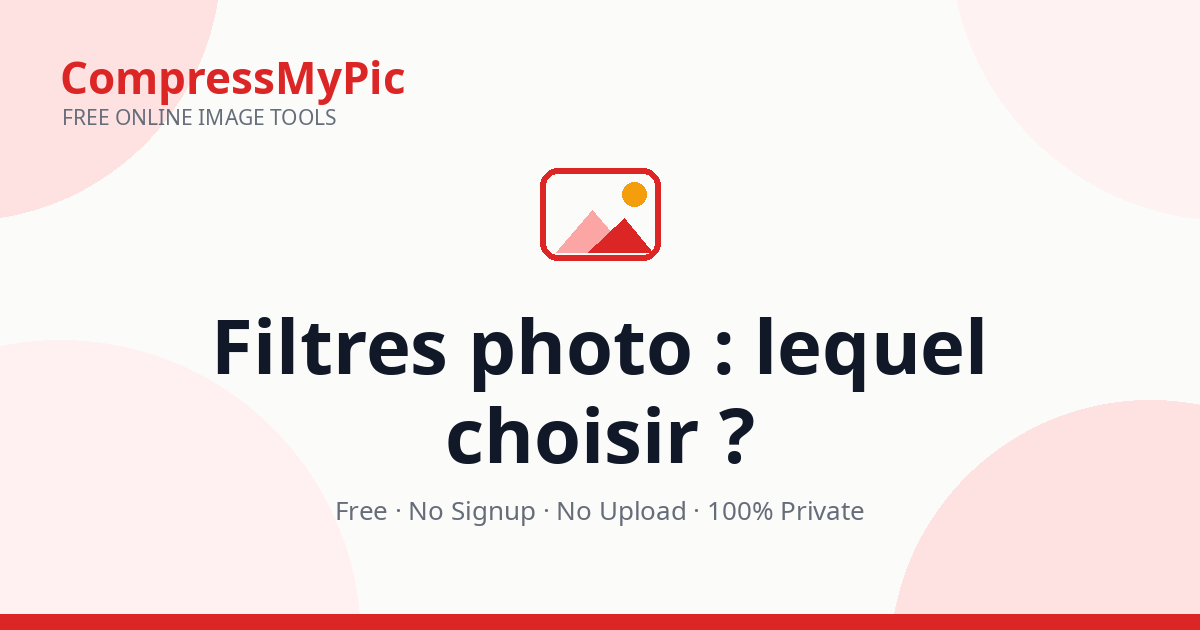 CompressMyPic
FREE ONLINE IMAGE TOOLS
Filtres photo : lequel
choisir ?
Free · No Signup · No Upload · 100% Private